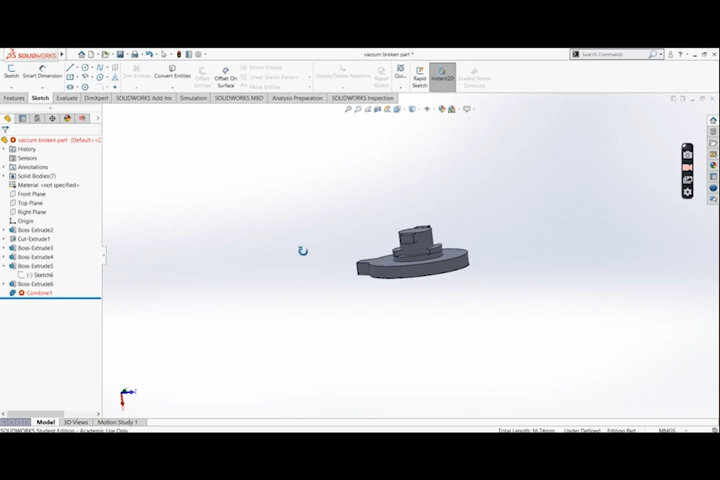 SOLIDWORKS
vaccum broken part *
Search Commands
Sketch
Smart Dimension
Trim Entities
Convert Entities
Offset Entities
Offset On Surface
Mirror Entities
Linear Sketch Pattern
Move Entities
Display/Delete Relations
Repair Sketch
Rapid Sketch
Instant2D
Shaded Sketch Contours
Features
Sketch
Evaluate
DimXpert
SOLIDWORKS Add-Ins
Simulation
SOLIDWORKS MBD
Analysis Preparation
SOLIDWORKS Inspection
vaccum broken part (Default<<D
History
Sensors
Annotations
Solid Bodies(7)
Material <not specified>
Front Plane
Top Plane
Right Plane
Origin
Boss-Extrude2
Cut-Extrude1
Boss-Extrude3
Boss-Extrude4
Boss-Extrude5
(-) Sketch6
Boss-Extrude6
Combine1
Model
3D Views
Motion Study 1
SOLIDWORKS Student Edition - Academic Use Only
Total Length: 16.74mm
Under Defined
Editing Part
MMGS